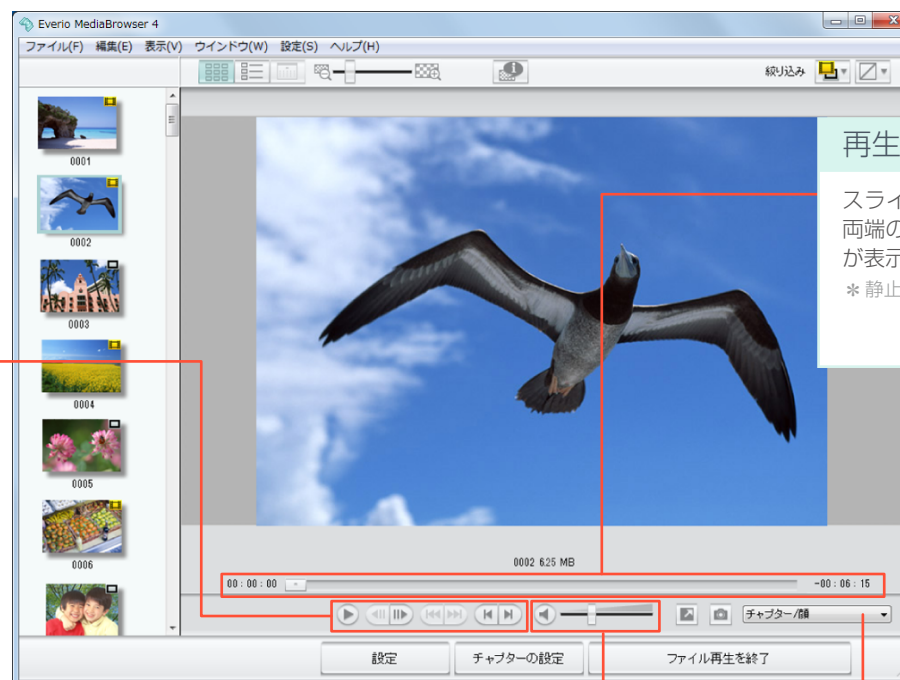 Everio MediaBrowser 4
ファイル(F) 編集(E) 表示(V) ウインドウ(W) 設定(S) ヘルプ(H)
絞り込み
0001
0002
0003
0004
0005
0006
再生
スライ
両端の
が表示
＊静止
0002 6.25 MB
00 : 00 : 00
-00 : 06 : 15
チャプター/顔
設定
チャプターの設定
ファイル再生を終了